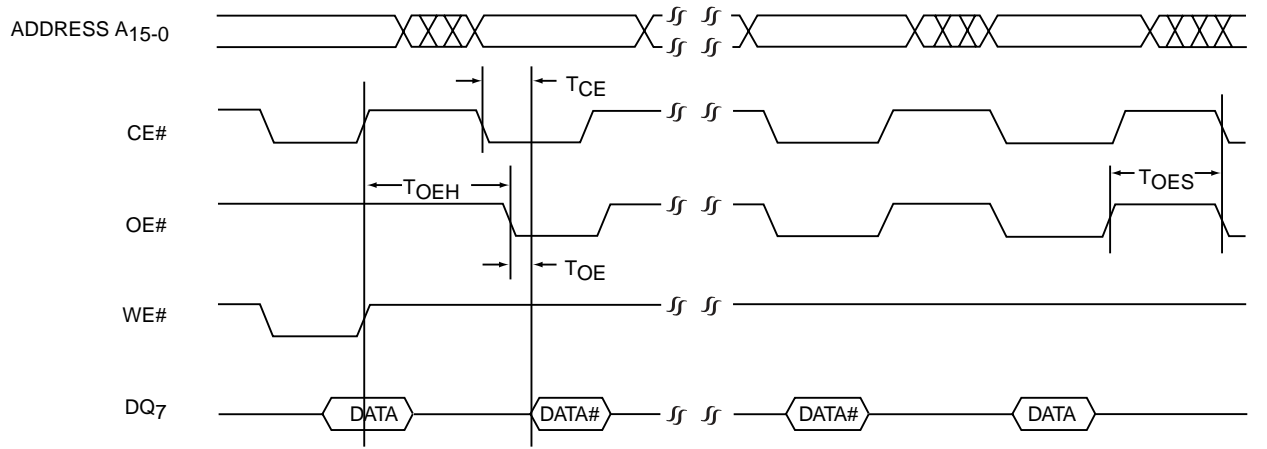 ADDRESS A15-0
TCE
CE#
TOEH
TOES
OE#
TOE
WE#
DQ7
DATA
DATA#
DATA#
DATA